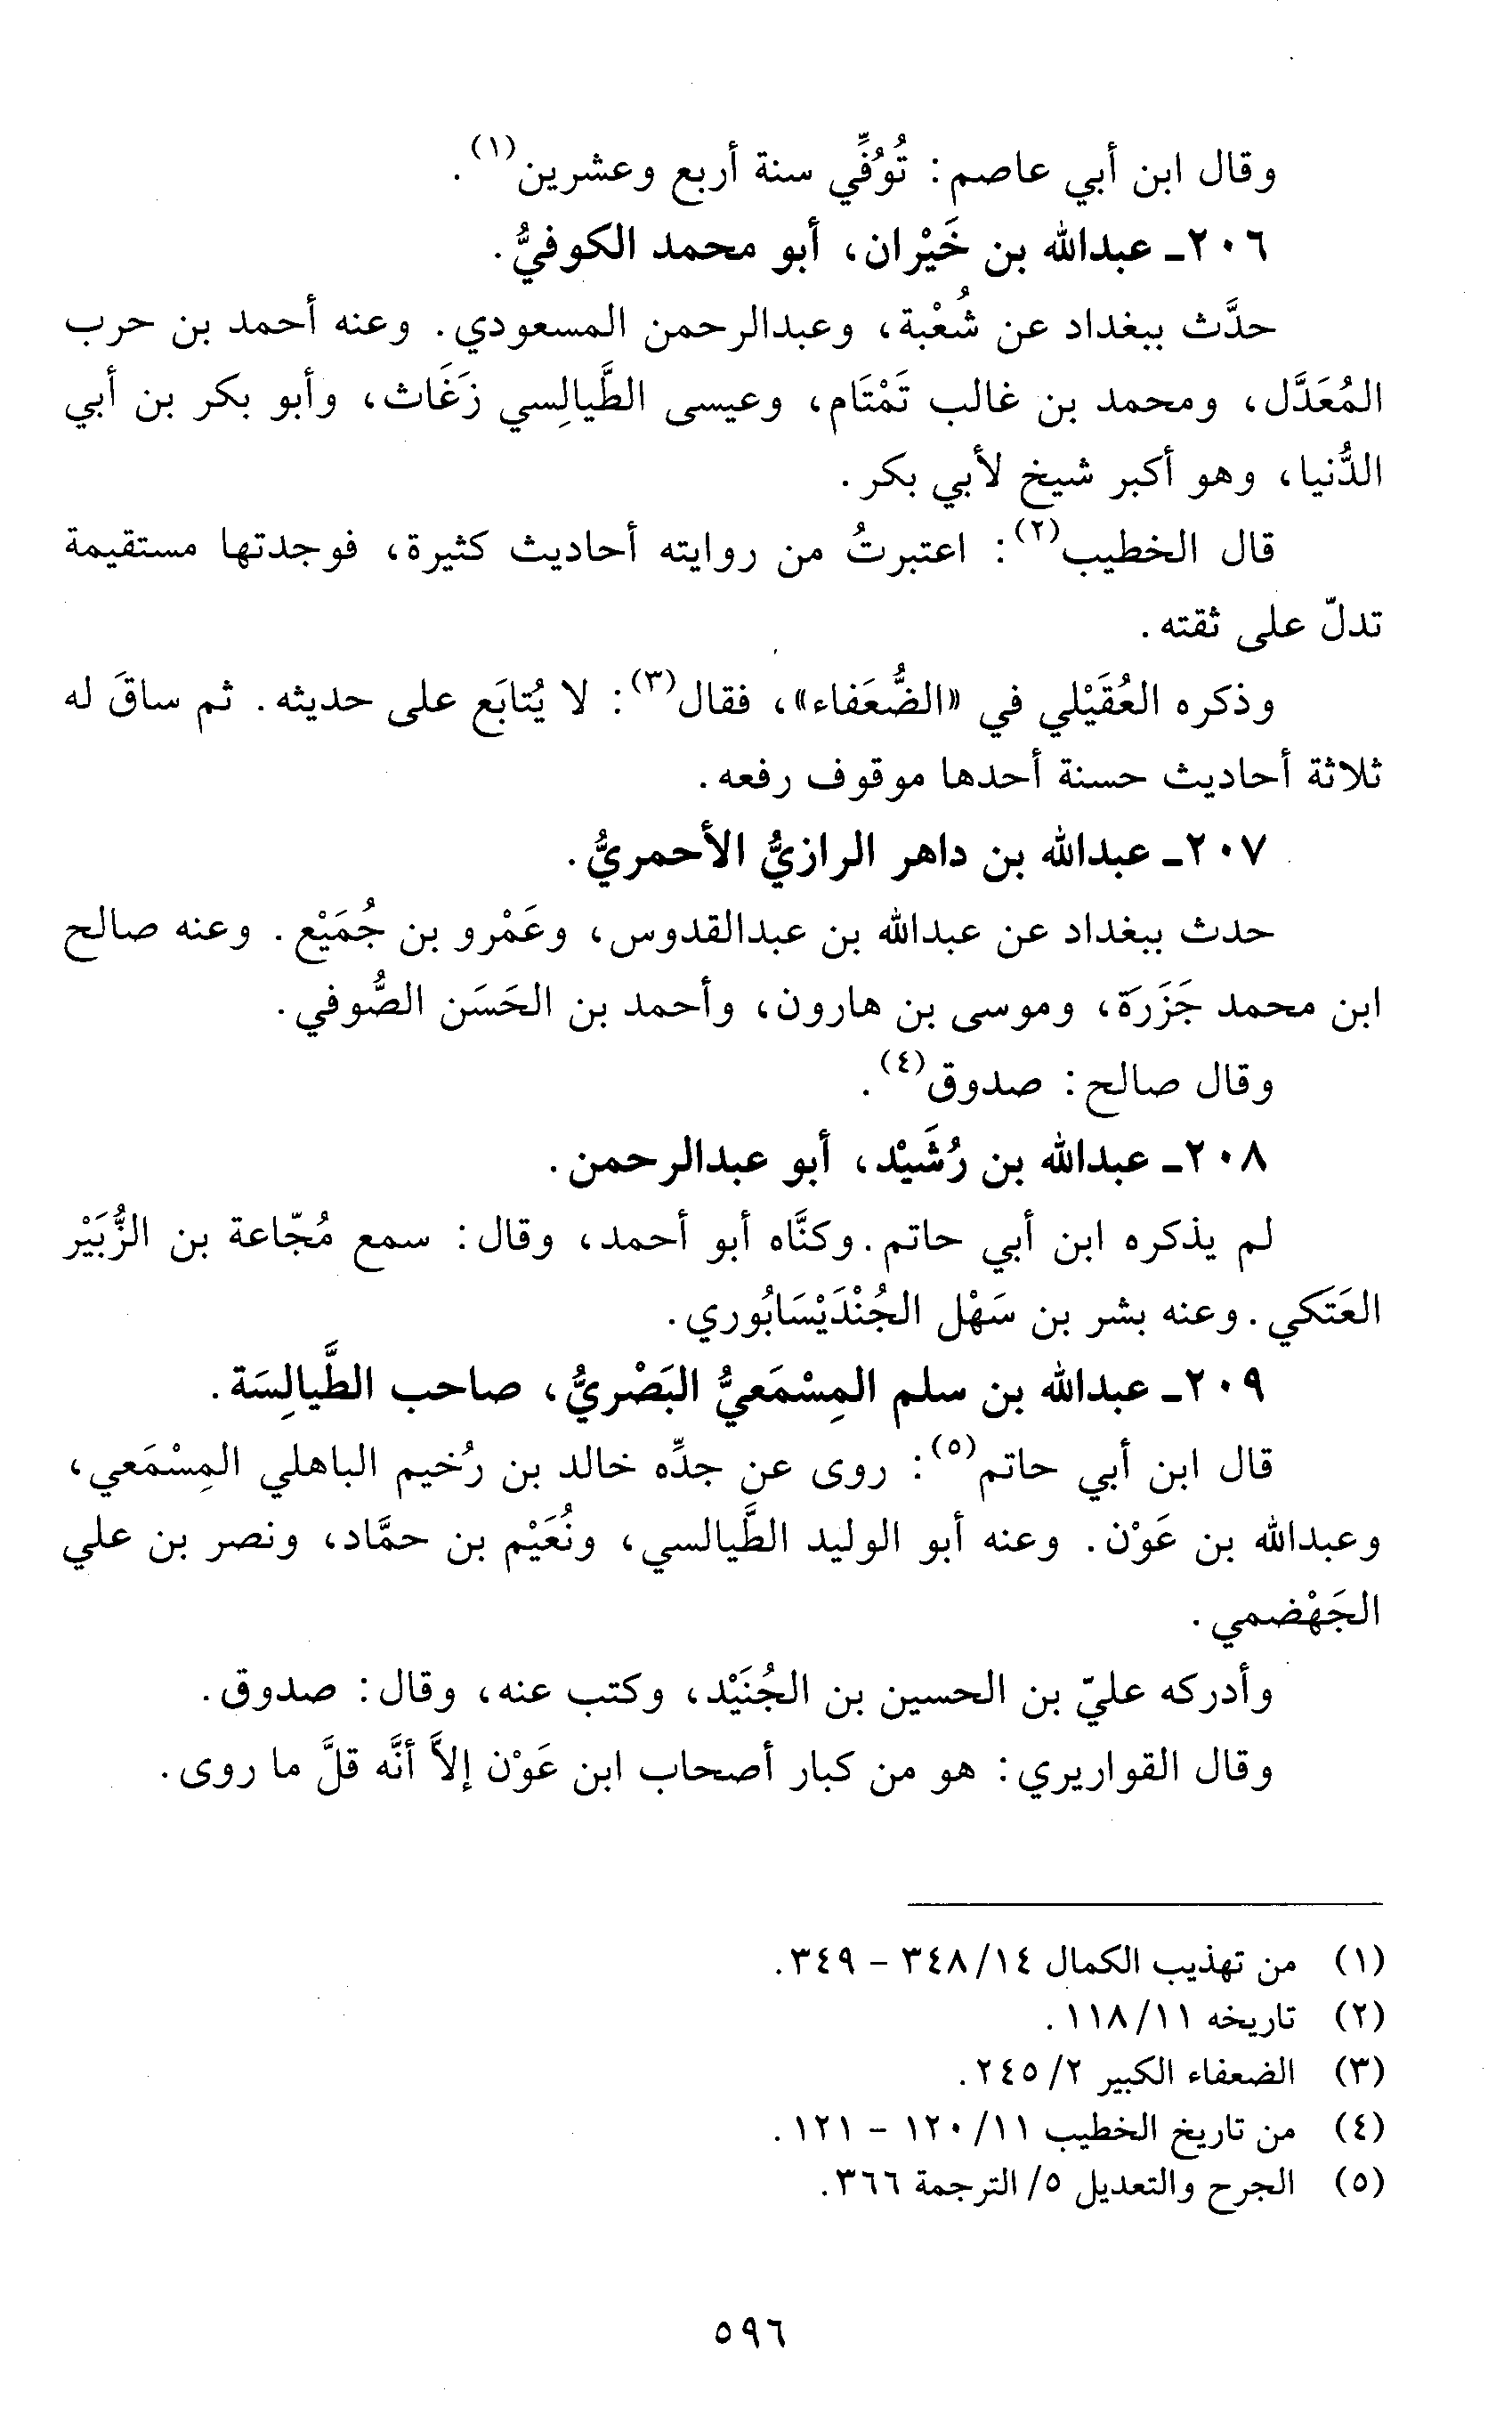 وقال ابن أبي عاصم: تُوُفِّي سنة أربع وعشرين(١).
٢٠٦ـ عبدالله بن خَيْران، أبو محمد الكوفيُّ.
حدَّث ببغداد عن شُعْبة، وعبدالرحمن المسعودي. وعنه أحمد بن حرب
المُعَدَّل، ومحمد بن غالب تَمْتَام، وعيسى الطَّيالِسي زَغَاث، وأبو بكر بن أبي
الدُّنيا، وهو أكبر شيخ لأبي بكر.
قال الخطيب(٢): اعتبرتُ من روايته أحاديث كثيرة، فوجدتها مستقيمة
تدلّ على ثقته.
وذكره العُقَيْلي في «الضُّعَفاء»، فقال(٣): لا يُتابَع على حديثه. ثم ساقَ له
ثلاثة أحاديث حسنة أحدها موقوف رفعه.
٢٠٧ـ عبدالله بن داهر الرازيُّ الأحمريُّ.
حدث ببغداد عن عبدالله بن عبدالقدوس، وعَمْرو بن جُمَيْع. وعنه صالح
ابن محمد جَزَرَة، وموسى بن هارون، وأحمد بن الحَسَن الصُّوفي.
وقال صالح: صدوق(٤).
٢٠٨ـ عبدالله بن رُشَيْد، أبو عبدالرحمن.
لم يذكره ابن أبي حاتم. وكنَّاه أبو أحمد، وقال: سمع مُجّاعة بن الزُّبَيْر
العَتَكي. وعنه بشر بن سَهْل الجُنْدَيْسَابُوري.
٢٠٩ـ عبدالله بن سلم المِسْمَعيُّ البَصْريُّ، صاحب الطَّيالِسَة.
قال ابن أبي حاتم(٥): روى عن جدِّه خالد بن رُخيم الباهلي المِسْمَعي،
وعبدالله بن عَوْن. وعنه أبو الوليد الطَّيالسي، ونُعَيْم بن حمَّاد، ونصر بن علي
الجَهْضمي.
وأدركه عليّ بن الحسين بن الجُنَيْد، وكتب عنه، وقال: صدوق.
وقال القواريري: هو من كبار أصحاب ابن عَوْن إلاَّ أنَّه قلَّ ما روى.
(١) من تهذيب الكمال ١٤/ ٣٤٨ - ٣٤٩.
(٢) تاريخه ١١/ ١١٨.
(٣) الضعفاء الكبير ٢/ ٢٤٥.
(٤) من تاريخ الخطيب ١١/ ١٢٠ - ١٢١.
(٥) الجرح والتعديل ٥/ الترجمة ٣٦٦.
٥٩٦